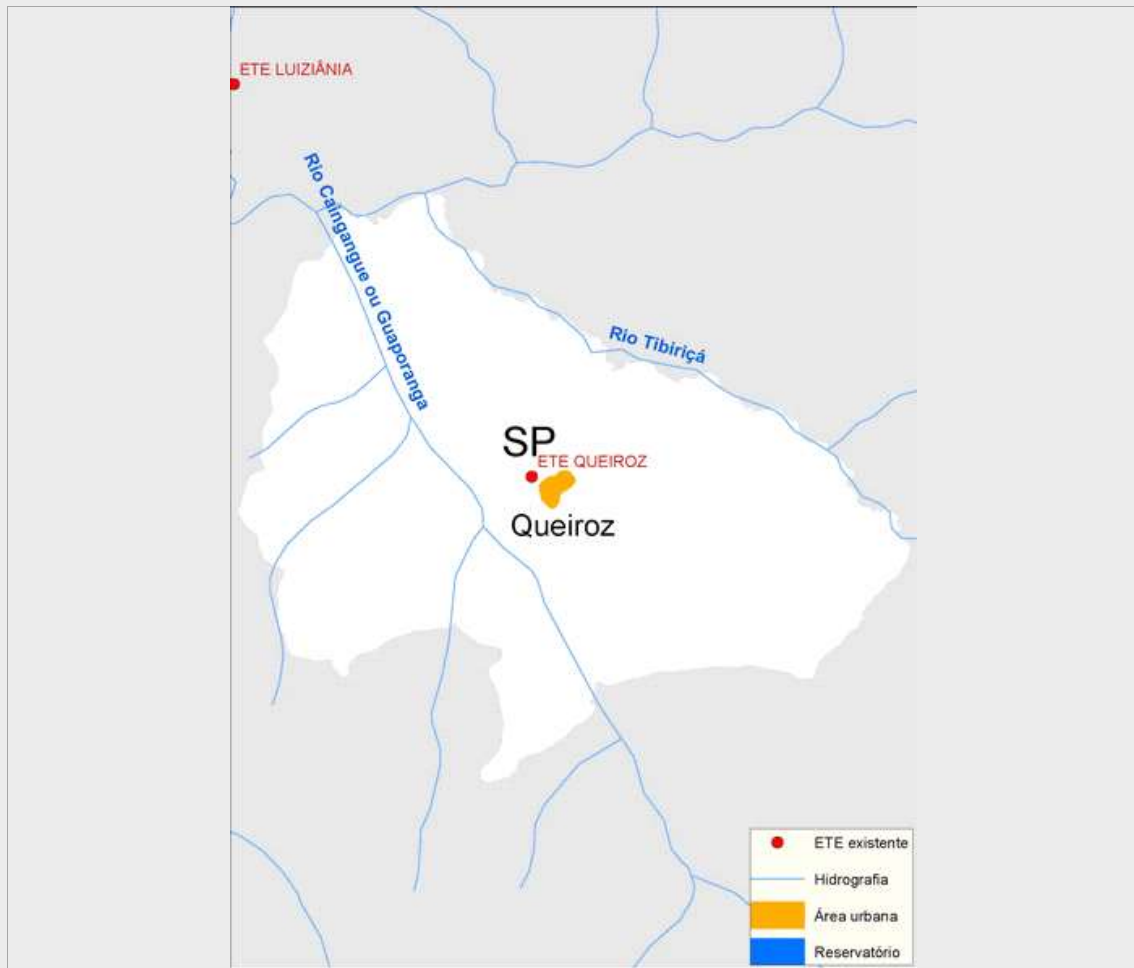 ETE LUIZIÂNIA
Rio Caingangue ou Guaporanga
Rio Tibiriçá
SP
ETE QUEIROZ
Queiroz
ETE existente
Hidrografia
Área urbana
Reservatório